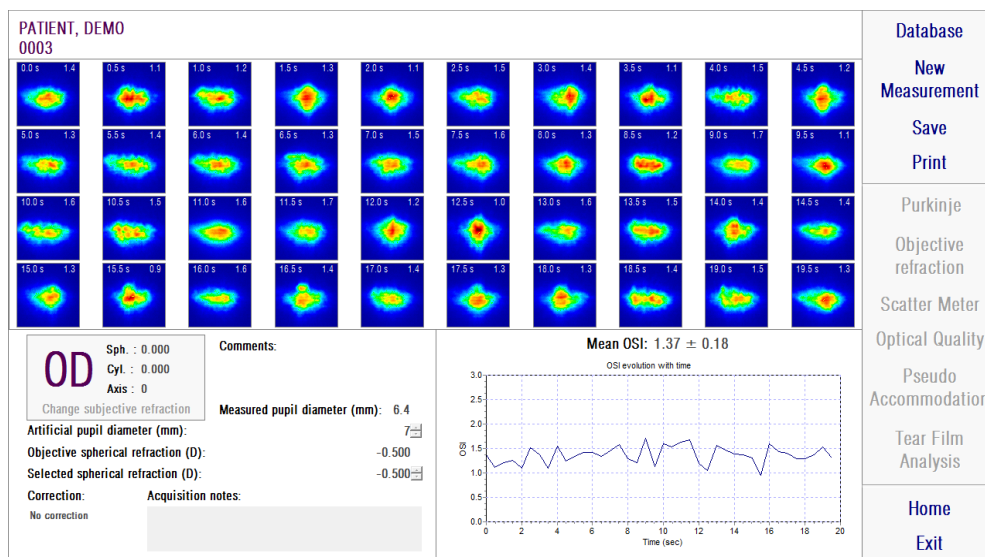 PATIENT, DEMO
0003
0.0 s 1.4
0.5 s 1.1
1.0 s 1.2
1.5 s 1.3
2.0 s 1.1
2.5 s 1.5
3.0 s 1.4
3.5 s 1.1
4.0 s 1.5
4.5 s 1.2
5.0 s 1.3
5.5 s 1.4
6.0 s 1.4
6.5 s 1.3
7.0 s 1.5
7.5 s 1.6
8.0 s 1.3
8.5 s 1.2
9.0 s 1.7
9.5 s 1.1
10.0 s 1.6
10.5 s 1.5
11.0 s 1.6
11.5 s 1.7
12.0 s 1.2
12.5 s 1.0
13.0 s 1.6
13.5 s 1.5
14.0 s 1.4
14.5 s 1.4
15.0 s 1.3
15.5 s 0.9
16.0 s 1.6
16.5 s 1.4
17.0 s 1.4
17.5 s 1.3
18.0 s 1.3
18.5 s 1.4
19.0 s 1.5
19.5 s 1.3
OD
Sph. : 0.000
Cyl. : 0.000
Axis : 0
Change subjective refraction
Comments:
Measured pupil diameter (mm): 6.4
Artificial pupil diameter (mm): 7
Objective spherical refraction (D): -0.500
Selected spherical refraction (D): -0.500
Correction:
No correction
Acquisition notes:
Mean OSI: 1.37 ± 0.18
OSI evolution with time
OSI
3.0
2.5
2.0
1.5
1.0
0.5
0.0
0 2 4 6 8 10 12 14 16 18 20
Time (sec)
Database
New
Measurement
Save
Print
Purkinje
Objective
refraction
Scatter Meter
Optical Quality
Pseudo
Accommodation
Tear Film
Analysis
Home
Exit